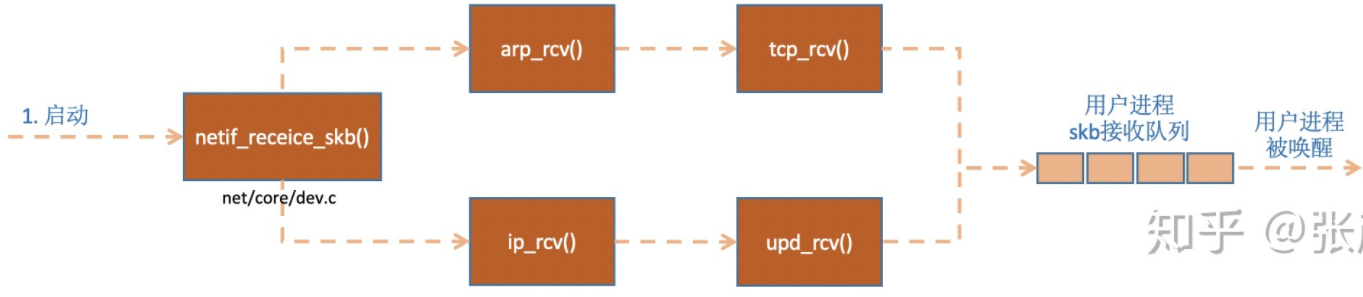 1. 启动
netif_receice_skb()
net/core/dev.c
arp_rcv()
tcp_rcv()
ip_rcv()
upd_rcv()
用户进程
skb接收队列
用户进程
被唤醒
知乎 @张